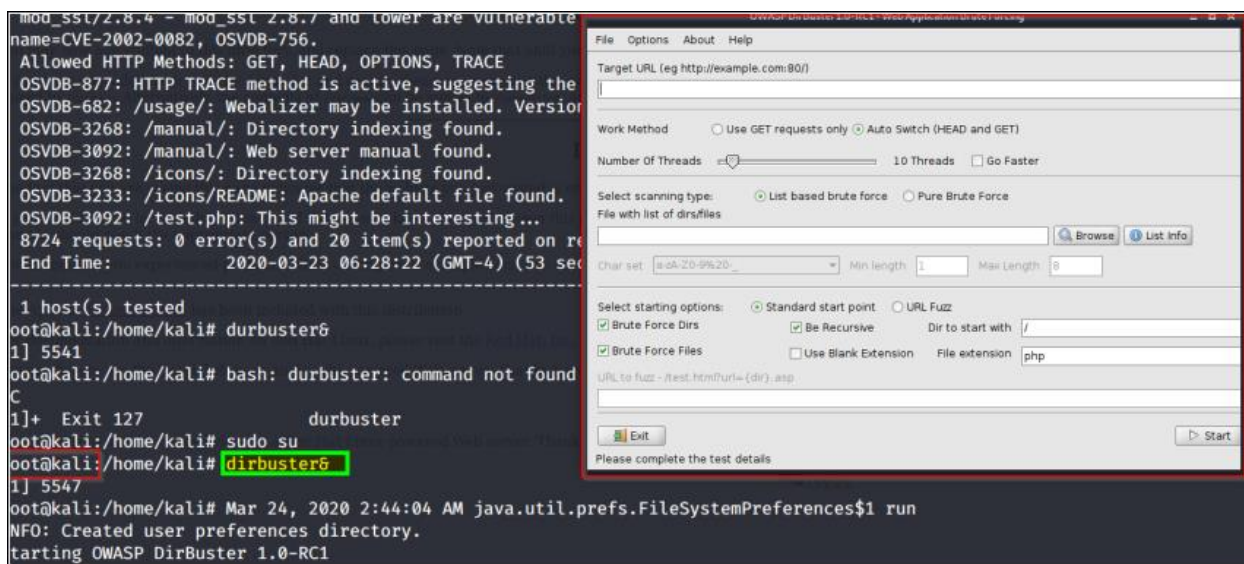 mod_ssl/2.8.4 - mod_ssl 2.8.7 and lower are vulnerable
name=CVE-2002-0082, OSVDB-756.
Allowed HTTP Methods: GET, HEAD, OPTIONS, TRACE
OSVDB-877: HTTP TRACE method is active, suggesting the
OSVDB-682: /usage/: Webalizer may be installed. Version
OSVDB-3268: /manual/: Directory indexing found.
OSVDB-3092: /manual/: Web server manual found.
OSVDB-3268: /icons/: Directory indexing found.
OSVDB-3233: /icons/README: Apache default file found.
OSVDB-3092: /test.php: This might be interesting...
8724 requests: 0 error(s) and 20 item(s) reported on re
End Time: 2020-03-23 06:28:22 (GMT-4) (53 sec
1 host(s) tested
oot@kali:/home/kali# durbuster&
1] 5541
oot@kali:/home/kali# bash: durbuster: command not found
C
1]+ Exit 127 durbuster
oot@kali:/home/kali# sudo su
oot@kali:/home/kali# dirbuster&
1] 5547
oot@kali:/home/kali# Mar 24, 2020 2:44:04 AM java.util.prefs.FileSystemPreferences$1 run
NFO: Created user preferences directory.
tarting OWASP DirBuster 1.0-RC1
OWASP DirBuster 1.0-RC1 - Web Application Brute Forcing
File Options About Help
Target URL (eg http://example.com:80/)
Work Method Use GET requests only Auto Switch (HEAD and GET)
Number Of Threads 10 Threads Go Faster
Select scanning type: List based brute force Pure Brute Force
File with list of dirs/files
Browse List Info
Char set a-zA-Z0-9%20-_ Min length 1 Max Length 8
Select starting options: Standard start point URL Fuzz
Brute Force Dirs Be Recursive Dir to start with /
Brute Force Files Use Blank Extension File extension php
URL to fuzz - /test.html?url={dir}.asp
Exit Start
Please complete the test details